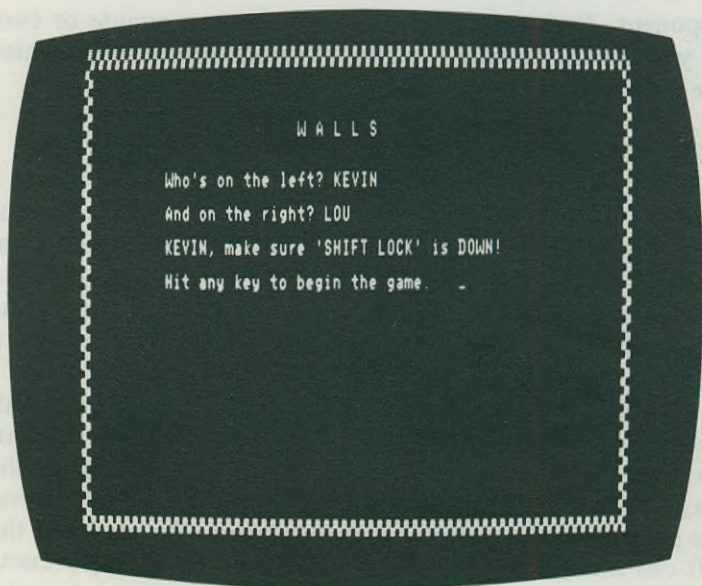 W A L L S
Who's on the left? KEVIN
And on the right? LOU
KEVIN, make sure 'SHIFT LOCK' is DOWN!
Hit any key to begin the game. _